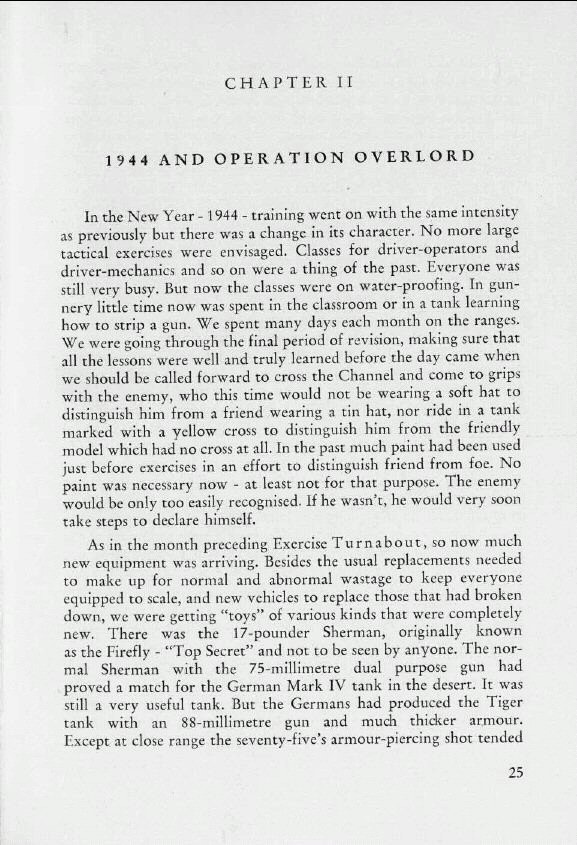 CHAPTER II
1944 AND OPERATION OVERLORD
In the New Year - 1944 - training went on with the same intensity
as previously but there was a change in its character. No more large
tactical exercises were envisaged. Classes for driver-operators and
driver-mechanics and so on were a thing of the past. Everyone was
still very busy. But now the classes were on water-proofing. In gun-
nery little time now was spent in the classroom or in a tank learning
how to strip a gun. We spent many days each month on the ranges.
We were going through the final period of revision, making sure that
all the lessons were well and truly learned before the day came when
we should be called forward to cross the Channel and come to grips
with the enemy, who this time would not be wearing a soft hat to
distinguish him from a friend wearing a tin hat, nor ride in a tank
marked with a yellow cross to distinguish him from the friendly
model which had no cross at all. In the past much paint had been used
just before exercises in an effort to distinguish friend from foe. No
paint was necessary now - at least not for that purpose. The enemy
would be only too easily recognised. If he wasn't, he would very soon
take steps to declare himself.
As in the month preceding Exercise Turnabout, so now much
new equipment was arriving. Besides the usual replacements needed
to make up for normal and abnormal wastage to keep everyone
equipped to scale, and new vehicles to replace those that had broken
down, we were getting "toys" of various kinds that were completely
new. There was the 17-pounder Sherman, originally known
as the Firefly - "Top Secret" and not to be seen by anyone. The nor-
mal Sherman with the 75-millimetre dual purpose gun had
proved a match for the German Mark IV tank in the desert. It was
still a very useful tank. But the Germans had produced the Tiger
tank with an 88-millimetre gun and much thicker armour.
Except at close range the seventy-five's armour-piercing shot tended
25